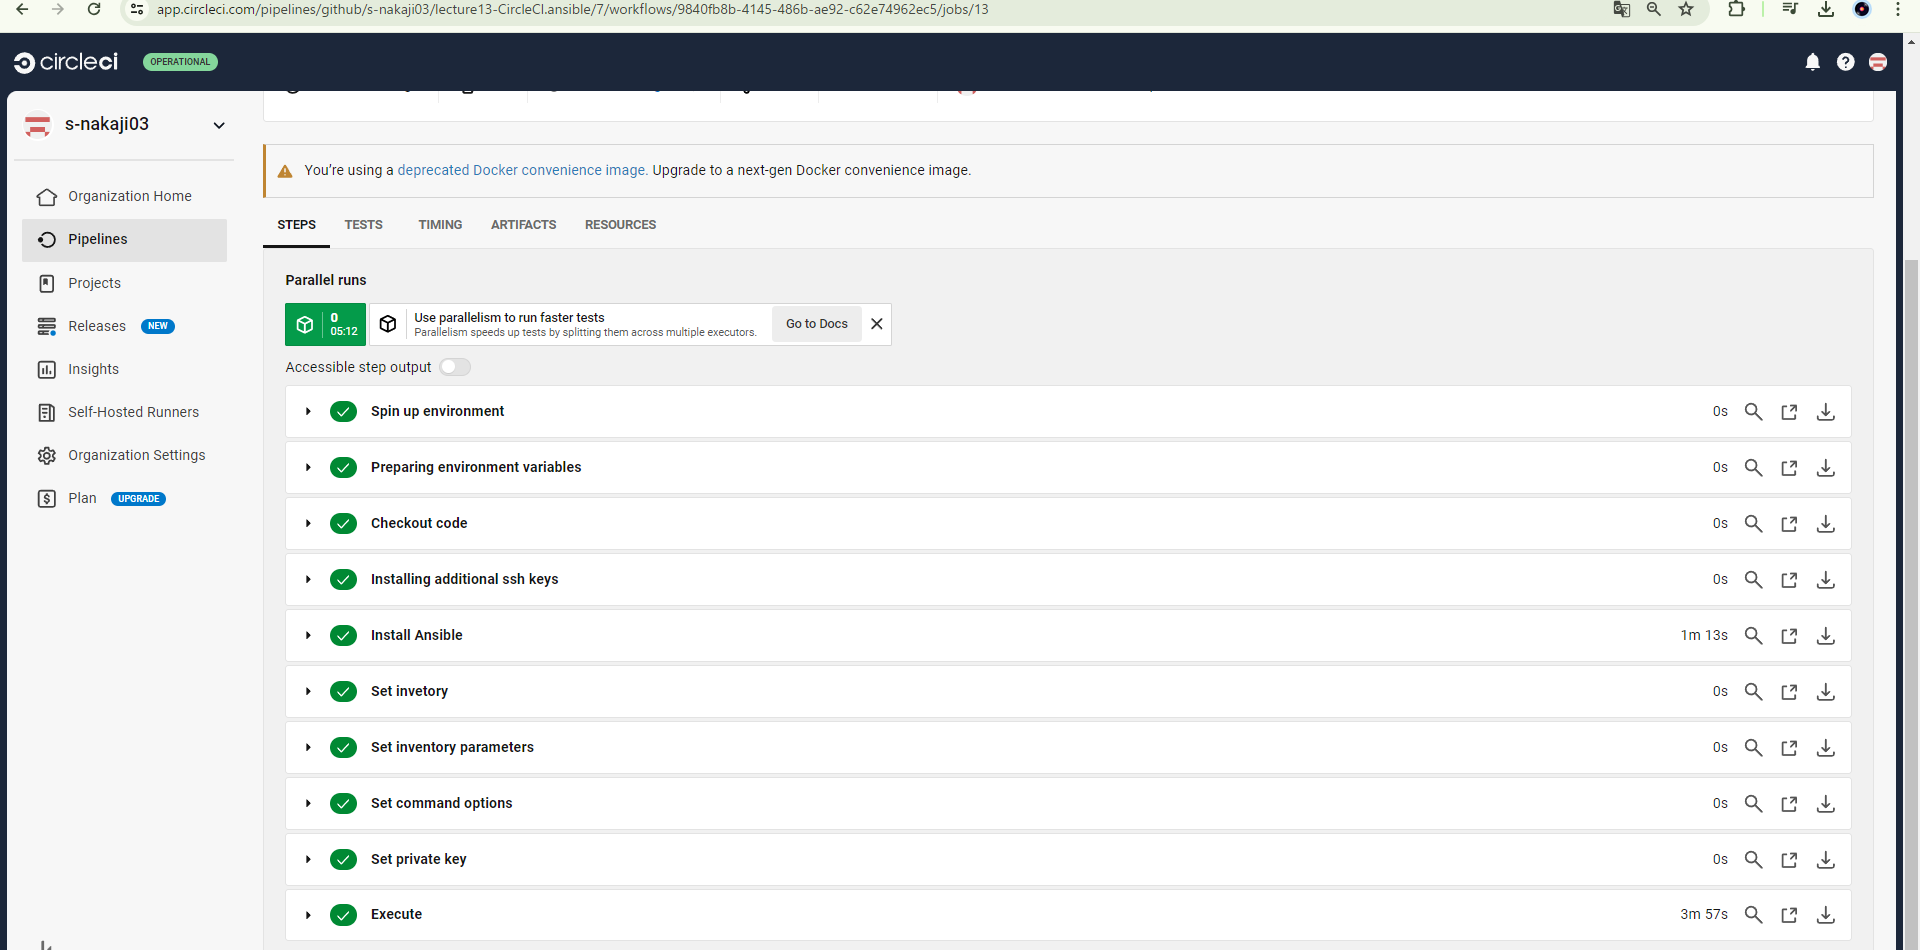 app.circleci.com/pipelines/github/s-nakaji03/lecture13-CircleCI.ansible/7/workflows/9840fb8b-4145-486b-ae92-c62e74962ec5/jobs/13
circleci
OPERATIONAL
s-nakaji03
Organization Home
Pipelines
Projects
Releases NEW
Insights
Self-Hosted Runners
Organization Settings
Plan UPGRADE
You're using a deprecated Docker convenience image. Upgrade to a next-gen Docker convenience image.
STEPS TESTS TIMING ARTIFACTS RESOURCES
Parallel runs
0
05:12
Use parallelism to run faster tests
Parallelism speeds up tests by splitting them across multiple executors.
Go to Docs
Accessible step output
Spin up environment 0s
Preparing environment variables 0s
Checkout code 0s
Installing additional ssh keys 0s
Install Ansible 1m 13s
Set invetory 0s
Set inventory parameters 0s
Set command options 0s
Set private key 0s
Execute 3m 57s